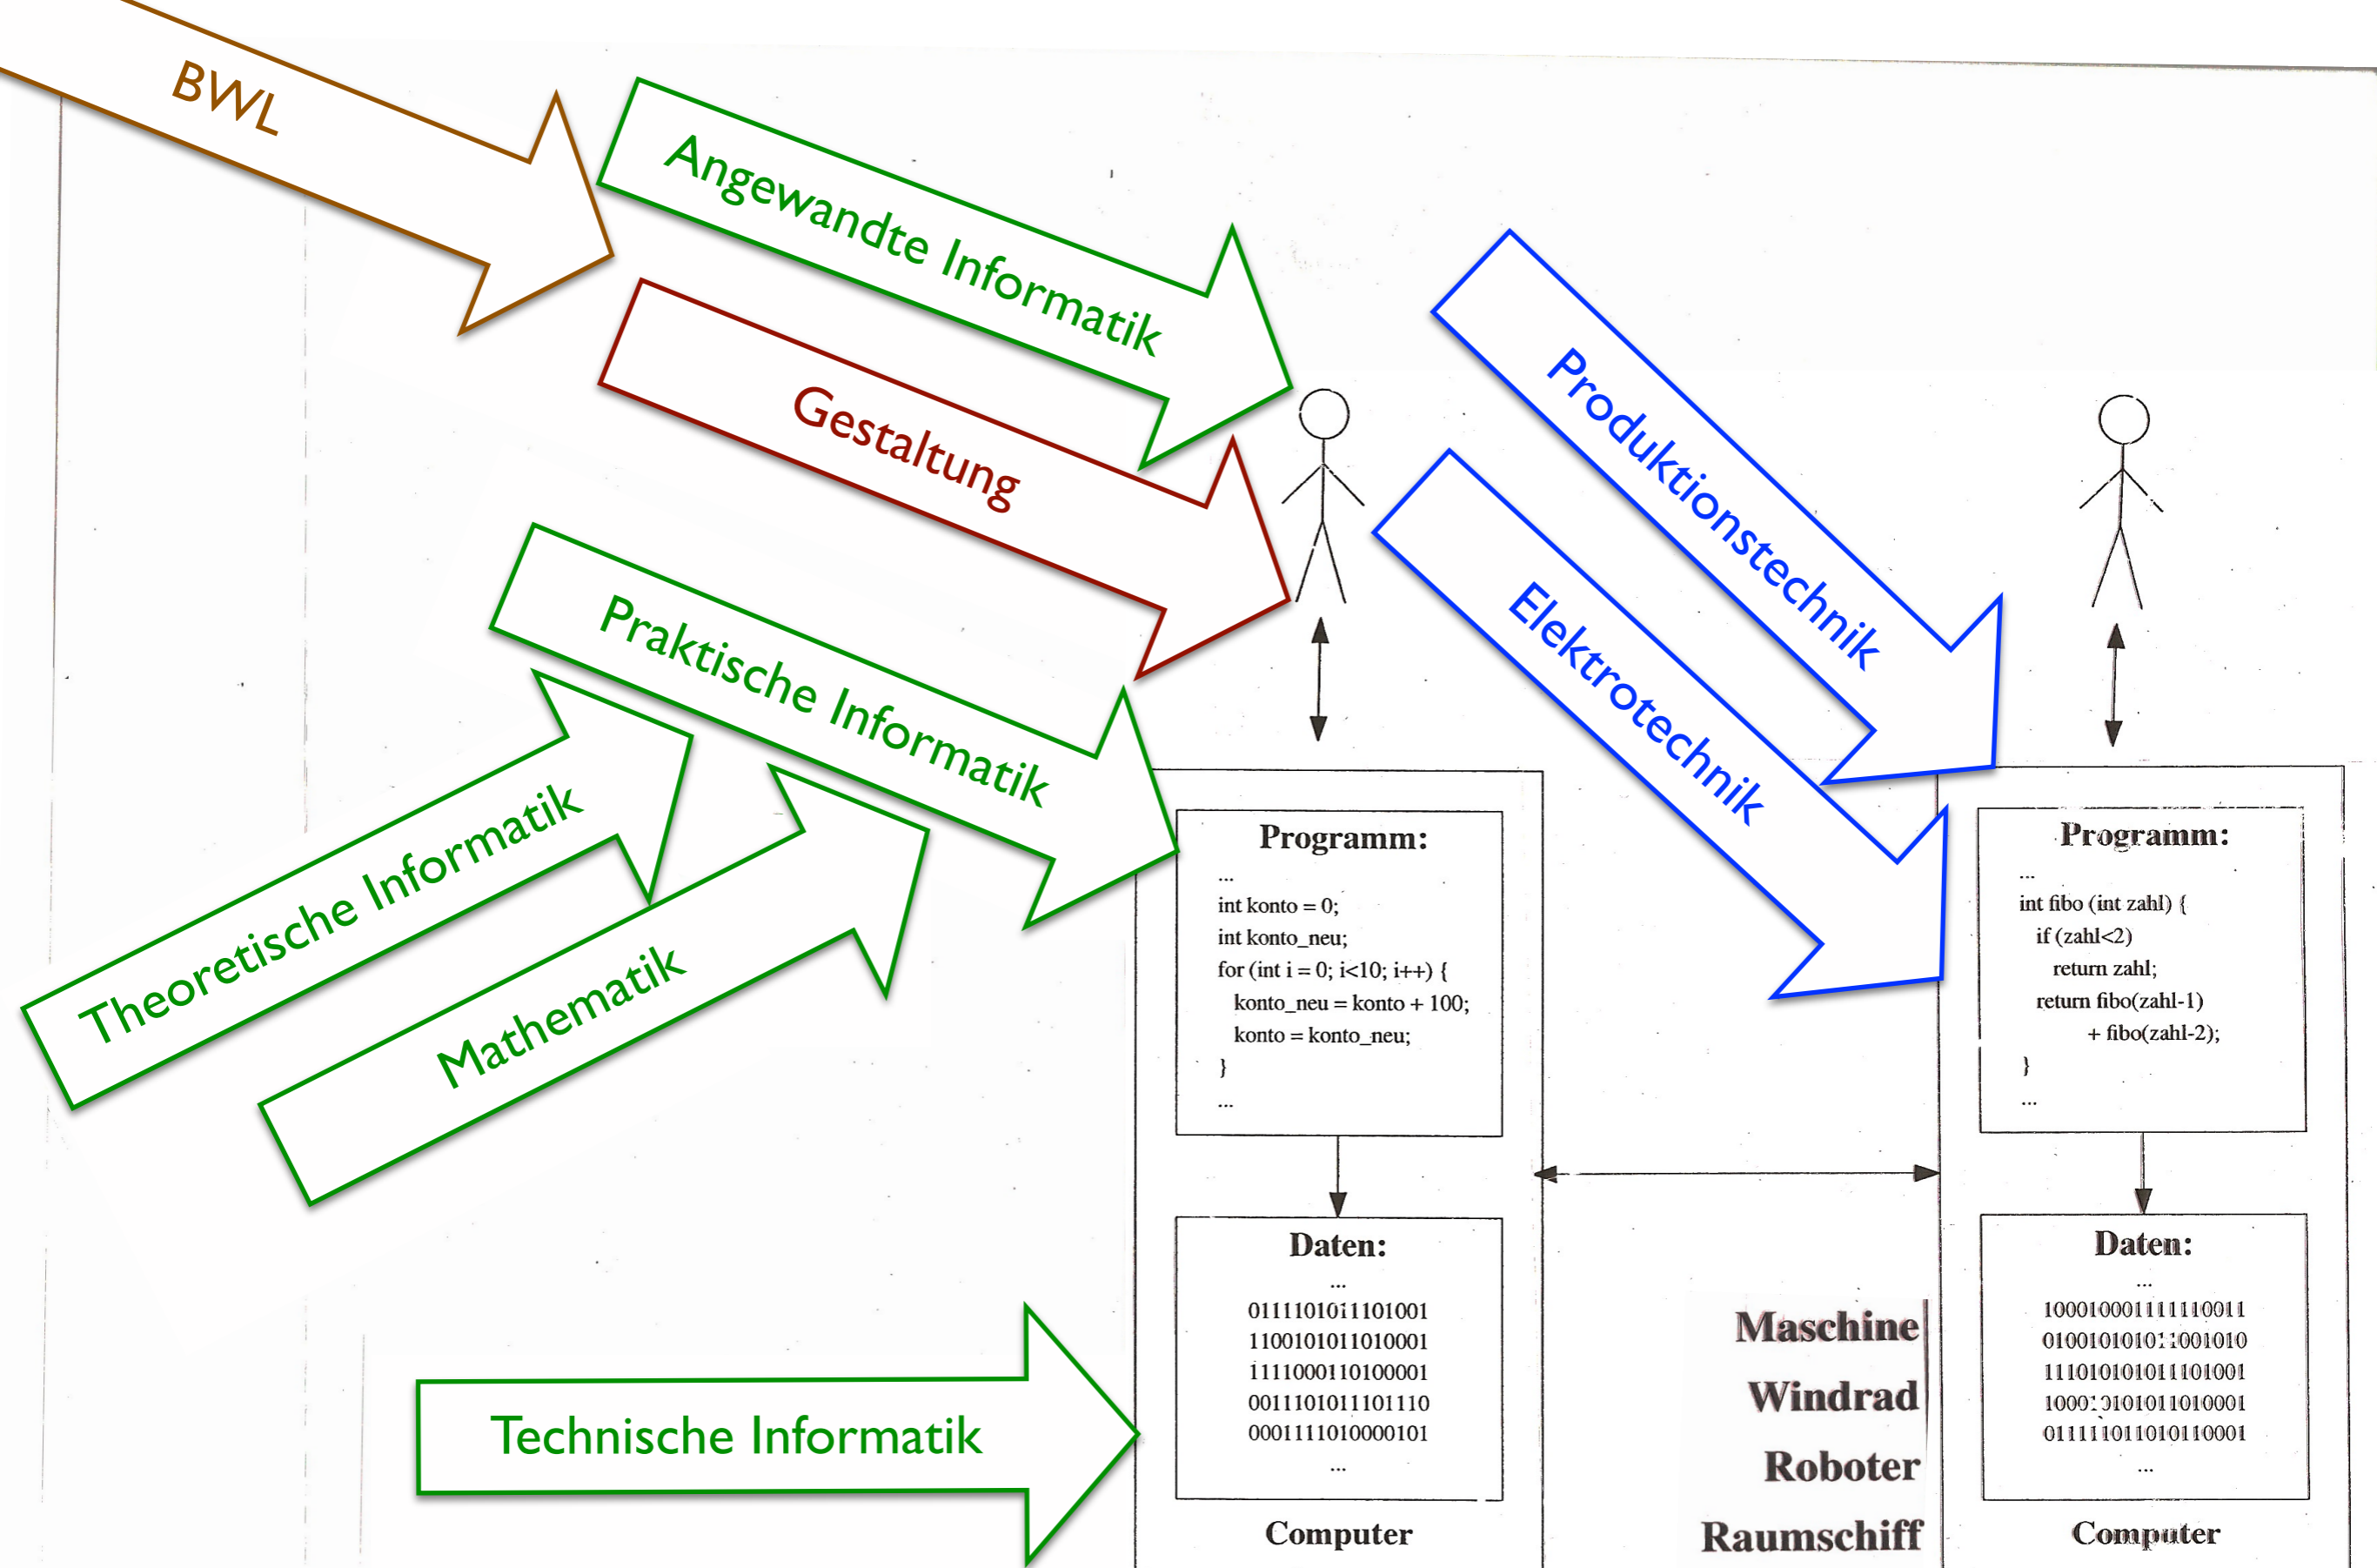 BWL
Angewandte Informatik
Gestaltung
Praktische Informatik
Theoretische Informatik
Mathematik
Technische Informatik
Produktionstechnik
Elektrotechnik
Programm:
...
int konto = 0;
int konto_neu;
for (int i = 0; i<10; i++) {
konto_neu = konto + 100;
konto = konto_neu;
}
...
Daten:
...
0111101011101001
1100101011010001
1111000110100001
0011101011101110
0001111010000101
...
Computer
Maschine
Windrad
Roboter
Raumschiff
Programm:
...
int fibo (int zahl) {
if (zahl<2)
return zahl;
return fibo(zahl-1)
+ fibo(zahl-2);
}
...
Daten:
...
100010001111110011
111010101011101001
011111011010110001
...
Computer